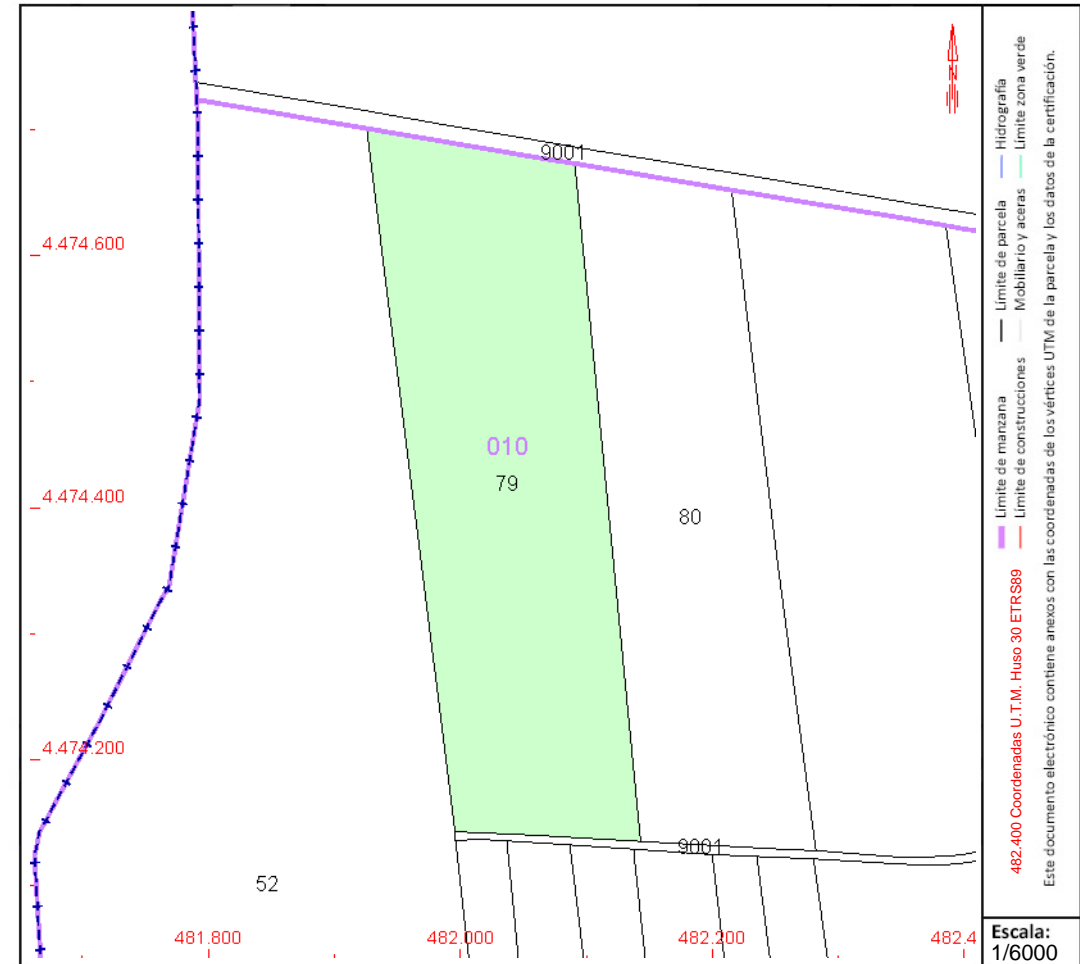 9001
4.474.600
010
79
4.474.400
80
4.474.200
9001
52
481.800
482.000
482.200
482.4
N
482.400 Coordenadas U.T.M. Huso 30 ETRS89
Límite de manzana
Límite de parcela
Hidrografía
Límite de construcciones
Mobiliario y aceras
Límite zona verde
Este documento electrónico contiene anexos con las coordenadas de los vértices UTM de la parcela y los datos de la certificación.
Escala:
1/6000